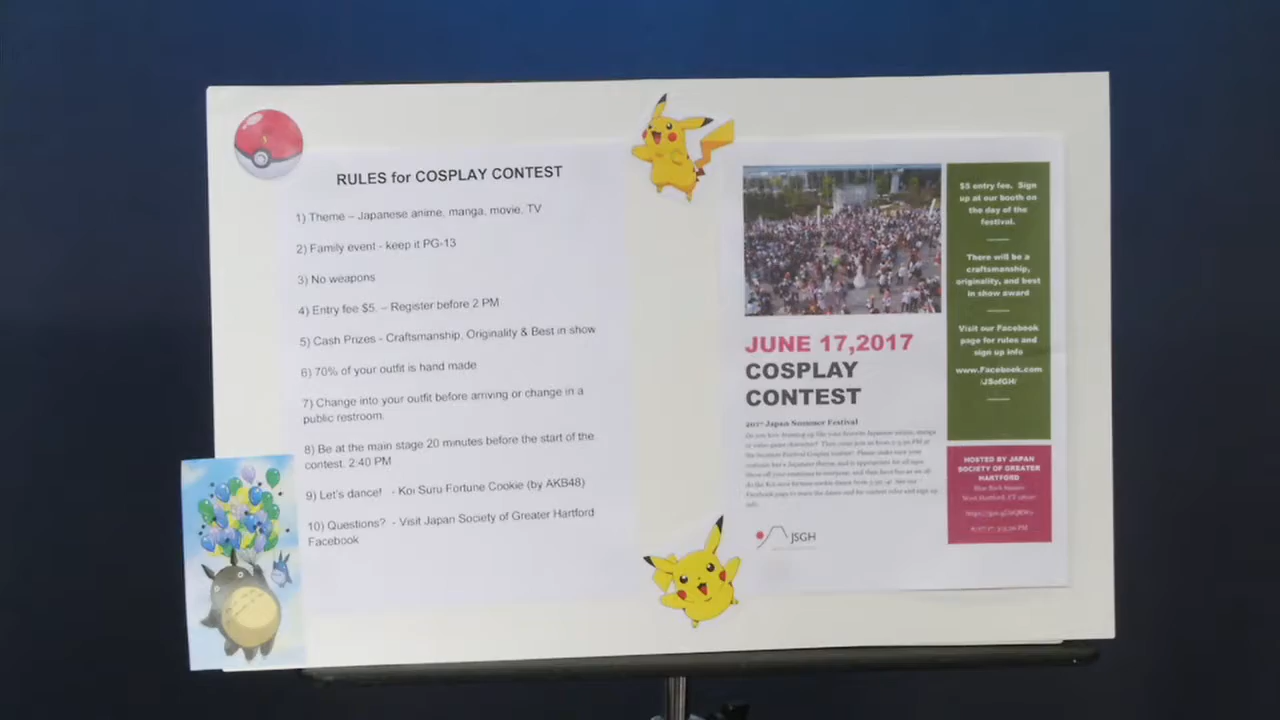 RULES for COSPLAY CONTEST
1) Theme – Japanese anime, manga, movie, TV
2) Family event - keep it PG-13
3) No weapons
4) Entry fee $5. – Register before 2 PM
5) Cash Prizes - Craftsmanship, Originality & Best in show
6) 70% of your outfit is hand made
7) Change into your outfit before arriving or change in a
public restroom.
8) Be at the main stage 20 minutes before the start of the
contest. 2:40 PM
9) Let's dance! - Koi Suru Fortune Cookie (by AKB48)
10) Questions? - Visit Japan Society of Greater Hartford
Facebook
JUNE 17,2017
COSPLAY
CONTEST
2017 Japan Summer Festival
JSGH
$5 entry fee. Sign
up at our booth on
the day of the
festival.
There will be a
craftsmanship,
originality, and best
in show award
Visit our Facebook
page for rules and
sign up info
www.Facebook.com
/JSofGH/
HOSTED BY JAPAN
SOCIETY OF GREATER
HARTFORD